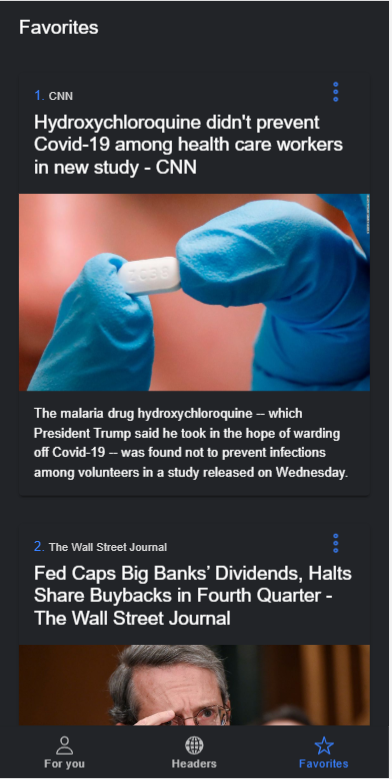 Favorites
1. CNN
Hydroxychloroquine didn't prevent
Covid-19 among health care workers
in new study - CNN
The malaria drug hydroxychloroquine -- which
President Trump said he took in the hope of warding
off Covid-19 -- was found not to prevent infections
among volunteers in a study released on Wednesday.
2. The Wall Street Journal
Fed Caps Big Banks’ Dividends, Halts
Share Buybacks in Fourth Quarter -
The Wall Street Journal
For you
Headers
Favorites